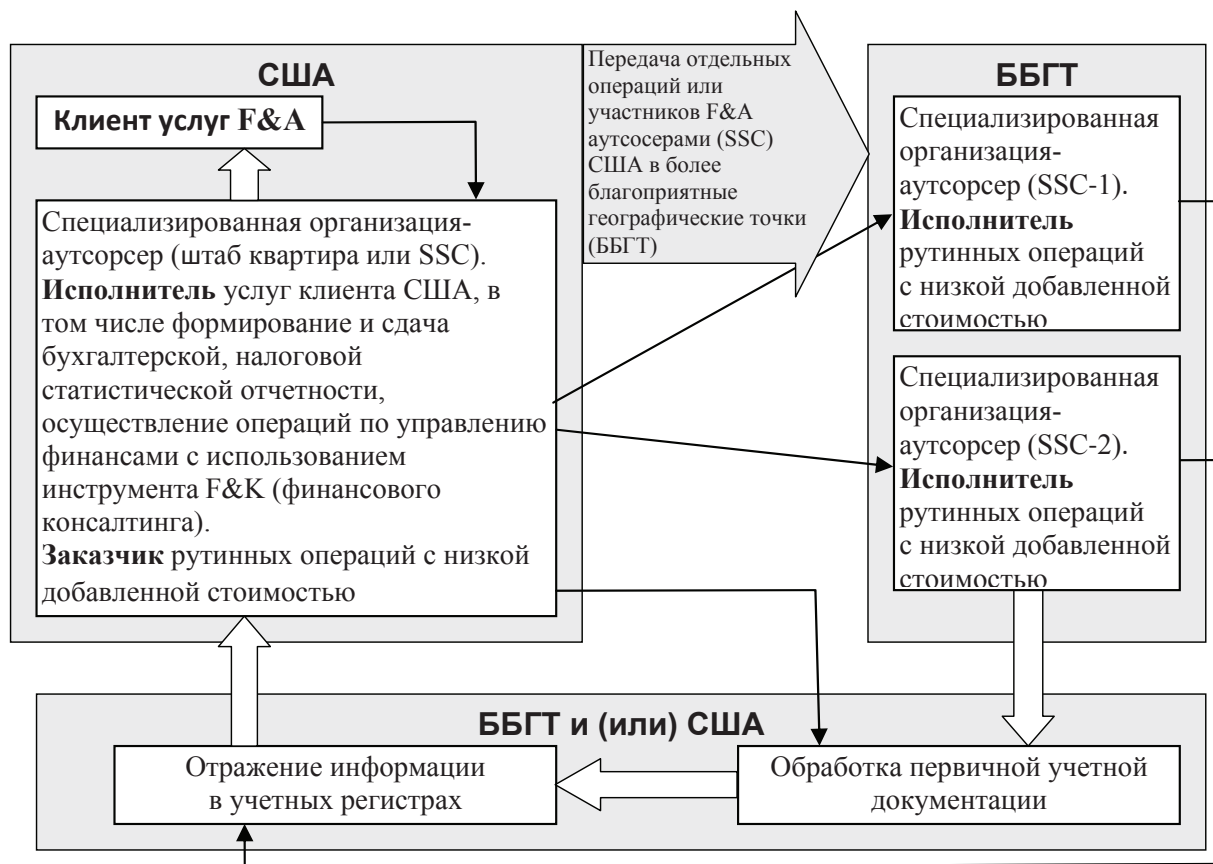 США
Клиент услуг F&A
Специализированная организация-
аутсорсер (штаб квартира или SSC).
Исполнитель услуг клиента США, в
том числе формирование и сдача
бухгалтерской, налоговой
статистической отчетности,
осуществление операций по управлению
финансами с использованием
инструмента F&K (финансового
консалтинга).
Заказчик рутинных операций с низкой
добавленной стоимостью
Передача отдельных
операций или
участников F&A
аутсосерами (SSC)
США в более
благоприятные
географические точки
(ББГТ)
ББГТ
Специализированная
организация-
аутсорсер (SSC-1).
Исполнитель
рутинных операций
с низкой добавленной
стоимостью
Специализированная
организация-
аутсорсер (SSC-2).
Исполнитель
рутинных операций
с низкой добавленной
стоимостью
ББГТ и (или) США
Отражение информации
в учетных регистрах
Обработка первичной учетной
документации